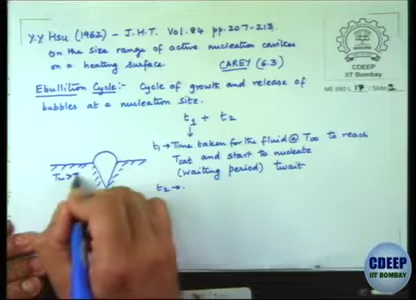 Y.Y Hsu (1962) - J.H.T. Vol. 84 pp. 207-213.
On the size range of active nucleation cavities
on a heating surface. CAREY (6.3)
Ebullition Cycle:- Cycle of growth and release of
bubbles at a nucleation site.
t1 + t2
t1 → Time taken for the fluid @ T∞ to reach
Tsat and start to nucleate
(waiting period) twait
t2 →
Tw>T
CDEEP
IIT Bombay
ME 680 L 17 / Slide 2
CDEEP
IIT Bombay